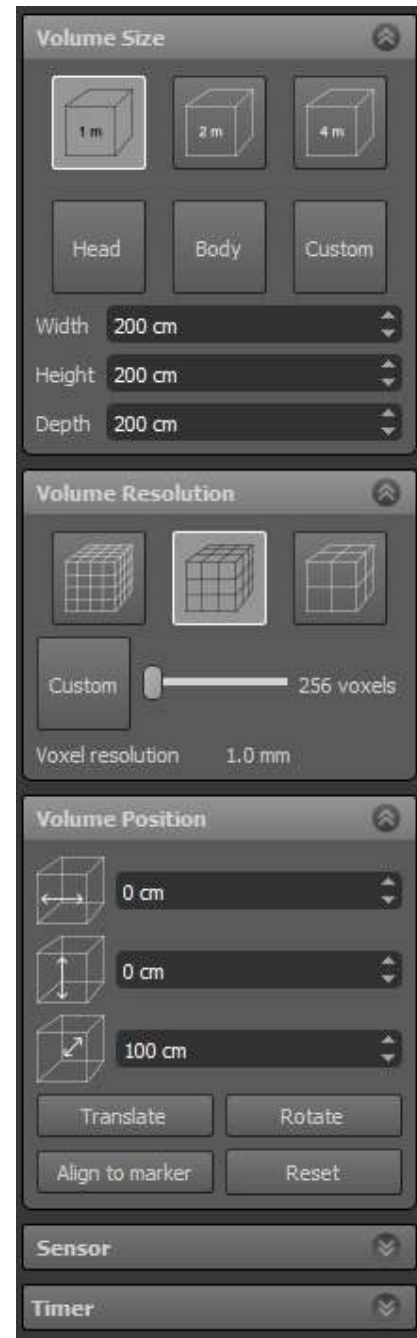 Volume Size
1 m 2 m 4 m
Head Body Custom
Width 200 cm
Height 200 cm
Depth 200 cm
Volume Resolution
Custom 256 voxels
Voxel resolution 1.0 mm
Volume Position
0 cm
0 cm
100 cm
Translate Rotate
Align to marker Reset
Sensor
Timer